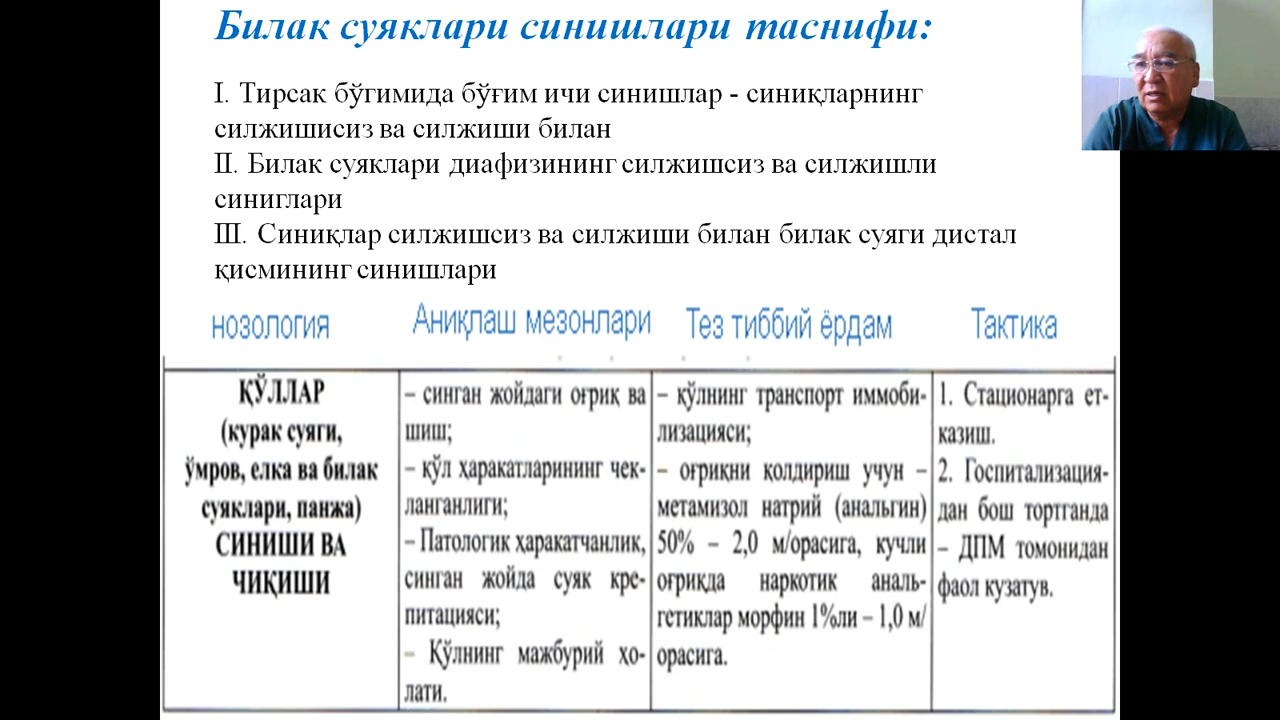 Билак суяклари синишлари таснифи:
I. Тирсак бўгимида бўғим ичи синишлар - синиқларнинг
силжишисиз ва силжиши билан
II. Билак суяклари диафизининг силжишсиз ва силжишли
синиглари
III. Синиқлар силжишсиз ва силжиши билан билак суяги дистал
қисмининг синишлари
нозология
Аниқлаш мезонлари
Тез тиббий ёрдам
Тактика
ҚЎЛЛАР
(курак суяги,
ўмров, елка ва билак
суяклари, панжа)
СИНИШИ ВА
ЧИҚИШИ
– синган жойдаги оғриқ ва
шиш;
– қўл ҳаракатларининг чек-
ланганлиги;
– Патологик ҳаракатчанлик,
синган жойда суяк кре-
питацияси;
– Қўлнинг мажбурий ҳо-
лати.
– қўлнинг транспорт иммоби-
лизацияси;
– оғриқни қолдириш учун –
метамизол натрий (анальгин)
50% – 2,0 м/орасига, кучли
оғриқда наркотик аналь-
гетиклар морфин 1%ли – 1,0 м/
орасига.
1. Стационарга ет-
казиш.
2. Госпитализация-
дан бош тортганда
– ДПМ томонидан
фаол кузатув.